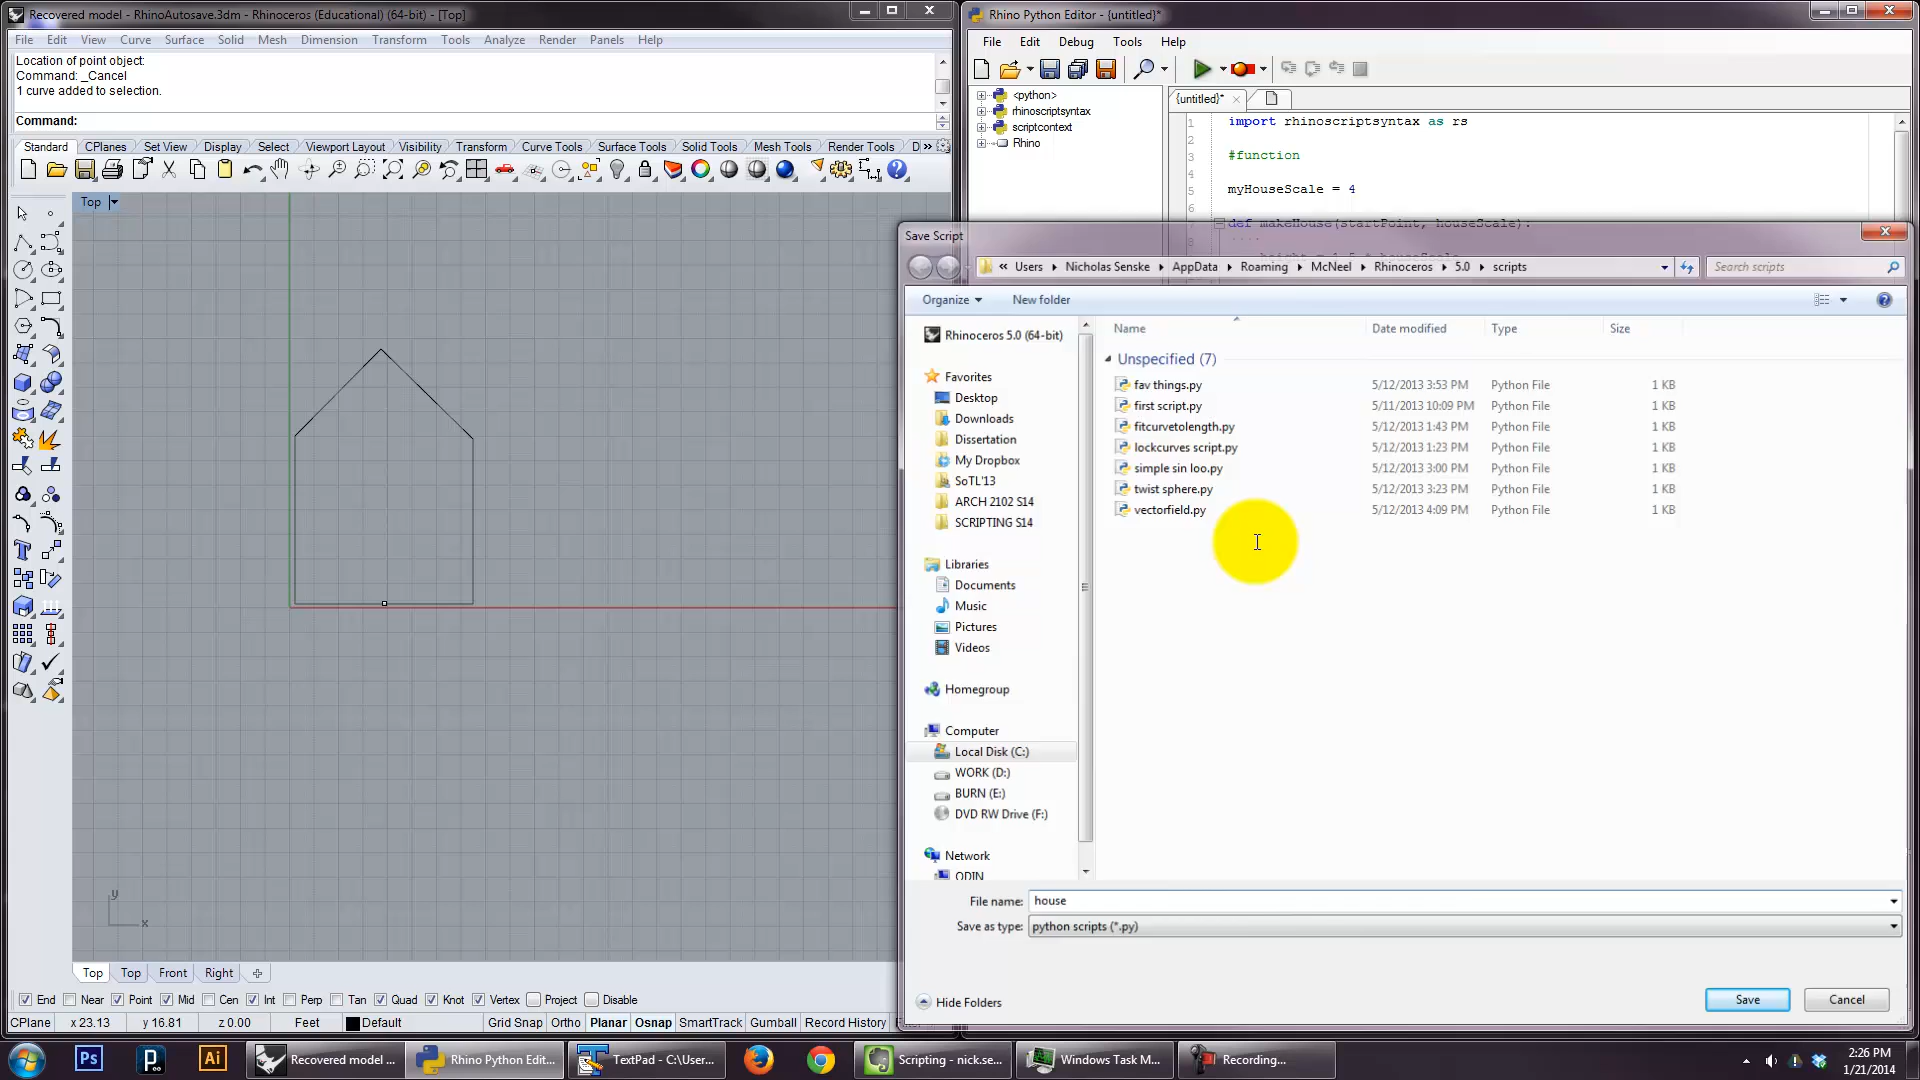 Recovered model - RhinoAutosave.3dm - Rhinoceros (Educational) (64-bit) - [Top]
File Edit View Curve Surface Solid Mesh Dimension Transform Tools Analyze Render Panels Help
Location of point object:
Command: _Cancel
1 curve added to selection.
Command:
Standard CPlanes Set View Display Select Viewport Layout Visibility Transform Curve Tools Surface Tools Solid Tools Mesh Tools Render Tools D »
Top
y
x
Top Top Front Right
End Near Point Mid Cen Int Perp Tan Quad Knot Vertex Project Disable
CPlane x 23.13 y 16.81 z 0.00 Feet Default Grid Snap Ortho Planar Osnap SmartTrack Gumball Record History
Rhino Python Editor - {untitled}*
File Edit Debug Tools Help
<python>
rhinoscriptsyntax
scriptcontext
Rhino
{untitled}*
1 import rhinoscriptsyntax as rs
2
3 #function
4
5 myHouseScale = 4
6
7 def makeHouse(startPoint, houseScale):
8
Save Script
« Users Nicholas Senske AppData Roaming McNeel Rhinoceros 5.0 scripts
Search scripts
Organize New folder
Rhinoceros 5.0 (64-bit)
Favorites
Desktop
Downloads
Dissertation
My Dropbox
SoTL'13
ARCH 2102 S14
SCRIPTING S14
Libraries
Documents
Music
Pictures
Videos
Homegroup
Computer
Local Disk (C:)
WORK (D:)
BURN (E:)
DVD RW Drive (F:)
Network
ODIN
Name Date modified Type Size
Unspecified (7)
fav things.py 5/12/2013 3:53 PM Python File 1 KB
first script.py 5/11/2013 10:09 PM Python File 1 KB
fitcurvetolength.py 5/12/2013 1:43 PM Python File 1 KB
lockcurves script.py 5/12/2013 1:23 PM Python File 1 KB
simple sin loo.py 5/12/2013 3:00 PM Python File 1 KB
twist sphere.py 5/12/2013 3:23 PM Python File 1 KB
vectorfield.py 5/12/2013 4:09 PM Python File 1 KB
File name: house
Save as type: python scripts (*.py)
Hide Folders
Save Cancel
Ps
Ai
Recovered model ...
Rhino Python Edit...
TextPad - C:\User...
Scripting - nick.se...
Windows Task M...
Recording...
2:26 PM
1/21/2014